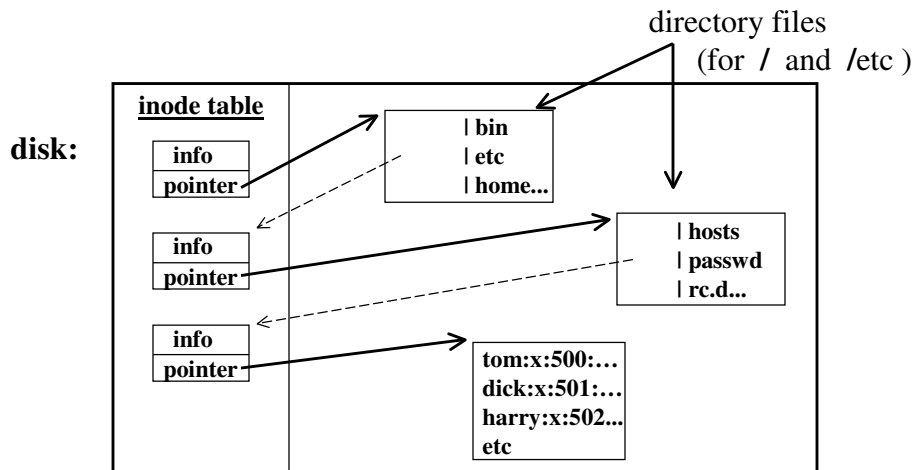 directory files
(for / and /etc )
disk:
inode table
info
pointer
info
pointer
info
pointer
| bin
| etc
| home...
| hosts
| passwd
| rc.d...
tom:x:500:…
dick:x:501:…
harry:x:502...
etc